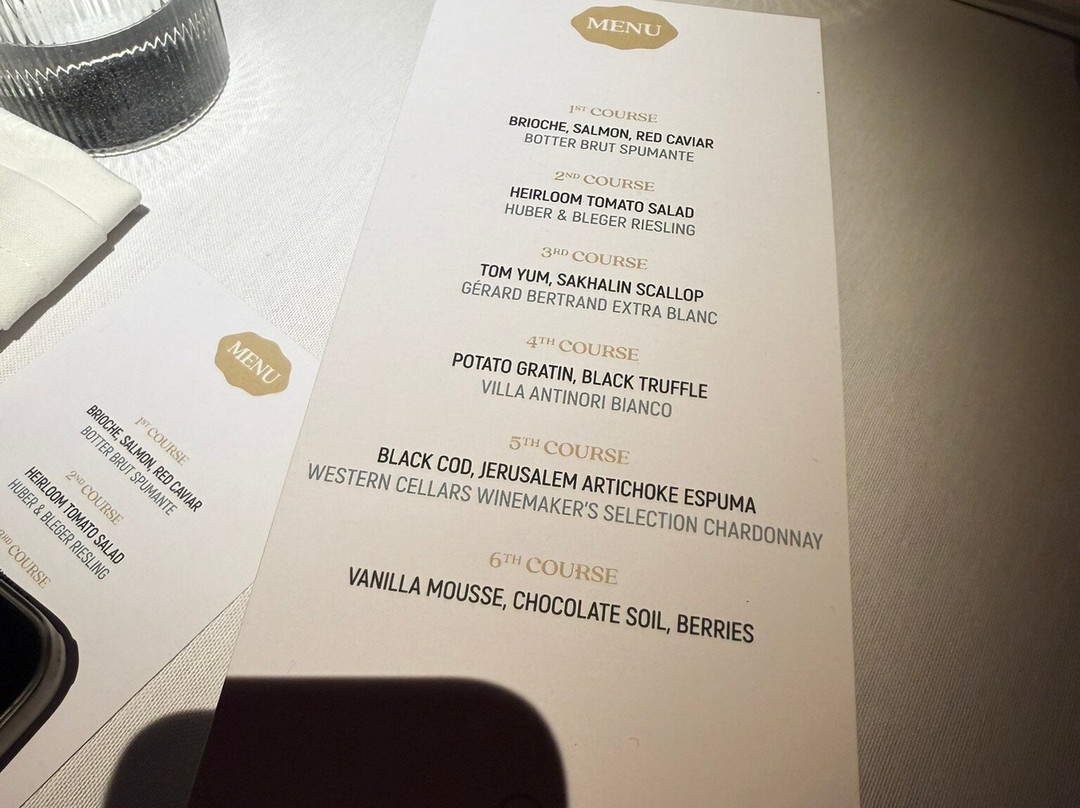 MENU
1ST COURSE
BRIOCHE, SALMON, RED CAVIAR
BOTTER BRUT SPUMANTE
2ND COURSE
HEIRLOOM TOMATO SALAD
HUBER & BLEGER RIESLING
3RD COURSE
TOM YUM, SAKHALIN SCALLOP
GÉRARD BERTRAND EXTRA BLANC
4TH COURSE
POTATO GRATIN, BLACK TRUFFLE
VILLA ANTINORI BIANCO
5TH COURSE
BLACK COD, JERUSALEM ARTICHOKE ESPUMA
WESTERN CELLARS WINEMAKER'S SELECTION CHARDONNAY
6TH COURSE
VANILLA MOUSSE, CHOCOLATE SOIL, BERRIES
MENU
1ST COURSE
BRIOCHE, SALMON, RED CAVIAR
BOTTER BRUT SPUMANTE
2ND COURSE
HEIRLOOM TOMATO SALAD
HUBER & BLEGER RIESLING
3RD COURSE